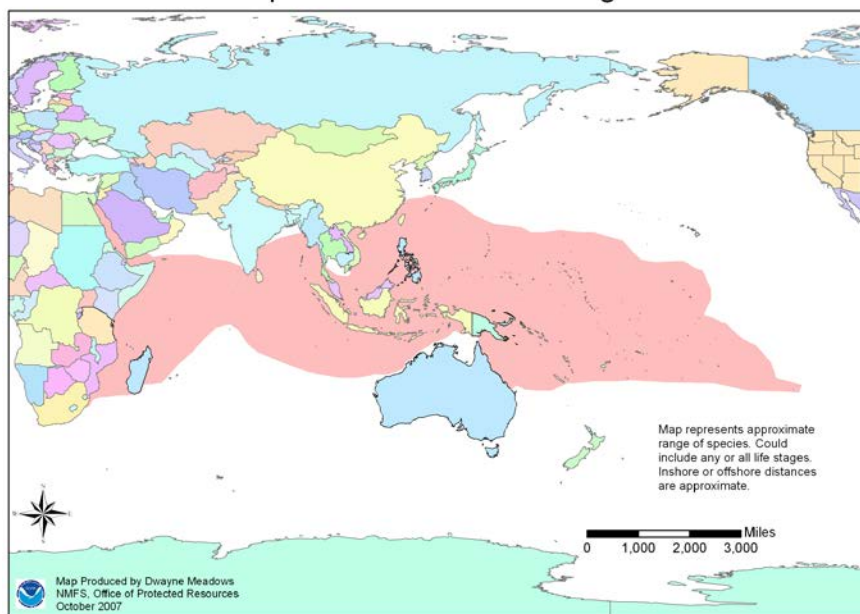 Map represents approximate
range of species. Could
include any or all life stages.
Inshore or offshore distances
are approximate.
N
W
E
S
Miles
0 1,000 2,000 3,000
Map Produced by Dwayne Meadows
NMFS, Office of Protected Resources
October 2007